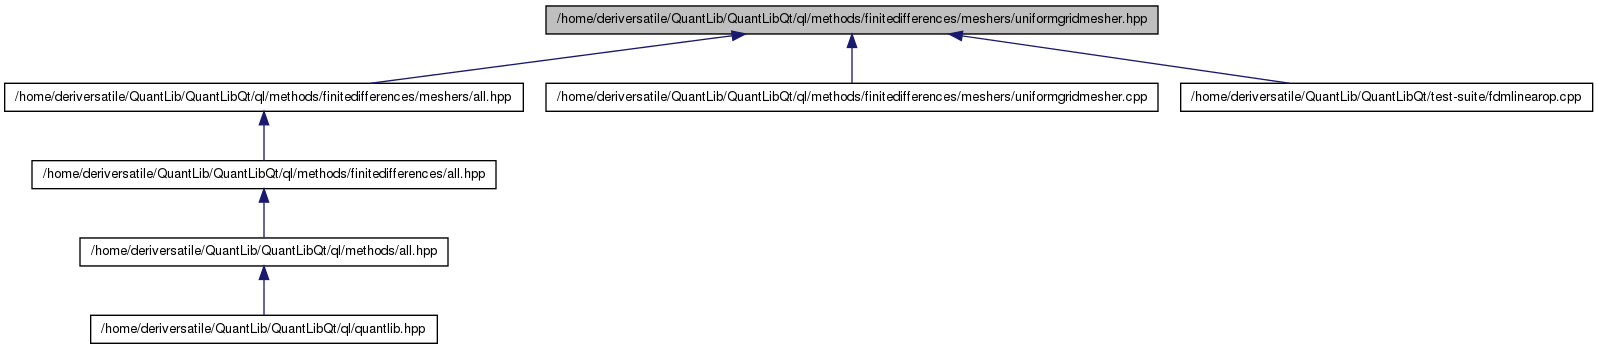 /home/deriversatile/QuantLib/QuantLibQt/ql/methods/finitedifferences/meshers/uniformgridmesher.hpp
/home/deriversatile/QuantLib/QuantLibQt/ql/methods/finitedifferences/meshers/all.hpp
/home/deriversatile/QuantLib/QuantLibQt/ql/methods/finitedifferences/meshers/uniformgridmesher.cpp
/home/deriversatile/QuantLib/QuantLibQt/test-suite/fdmlinearop.cpp
/home/deriversatile/QuantLib/QuantLibQt/ql/methods/finitedifferences/all.hpp
/home/deriversatile/QuantLib/QuantLibQt/ql/methods/all.hpp
/home/deriversatile/QuantLib/QuantLibQt/ql/quantlib.hpp